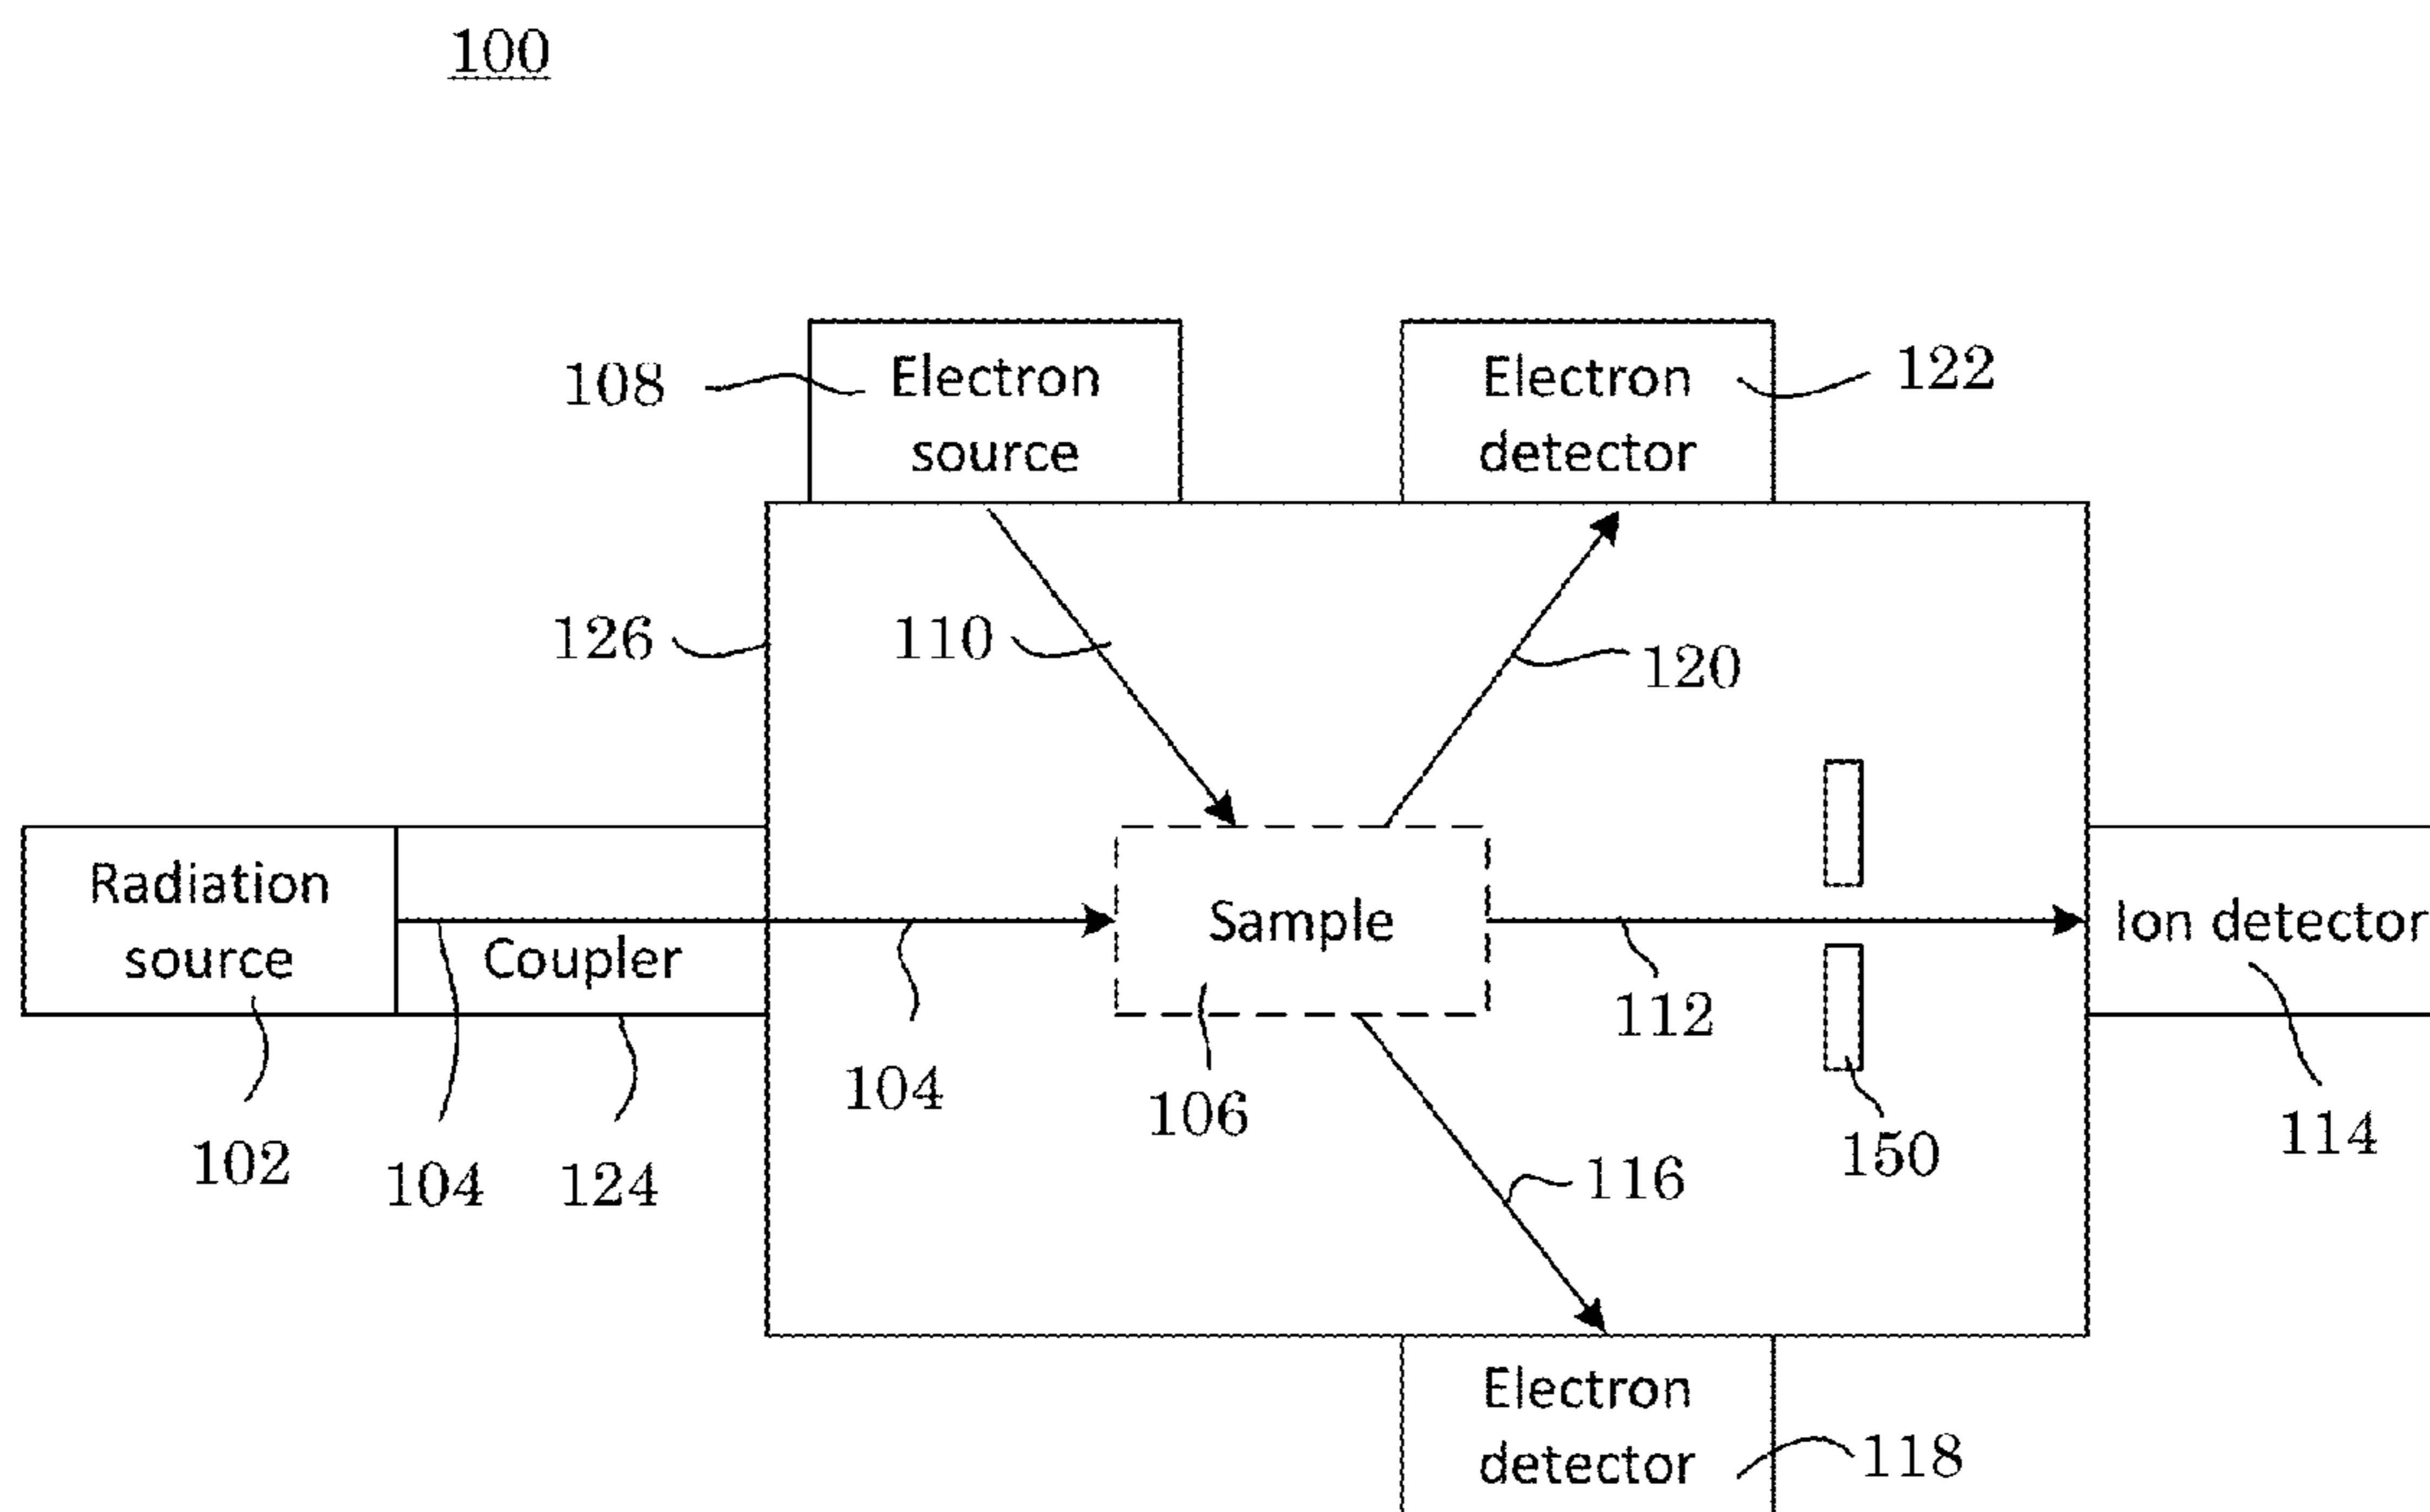 100
108
Electron
source
Electron
detector
122
126
110
120
Radiation
source
Coupler
Sample
Ion detector
102
104
124
104
106
112
150
114
116
Electron
detector
118